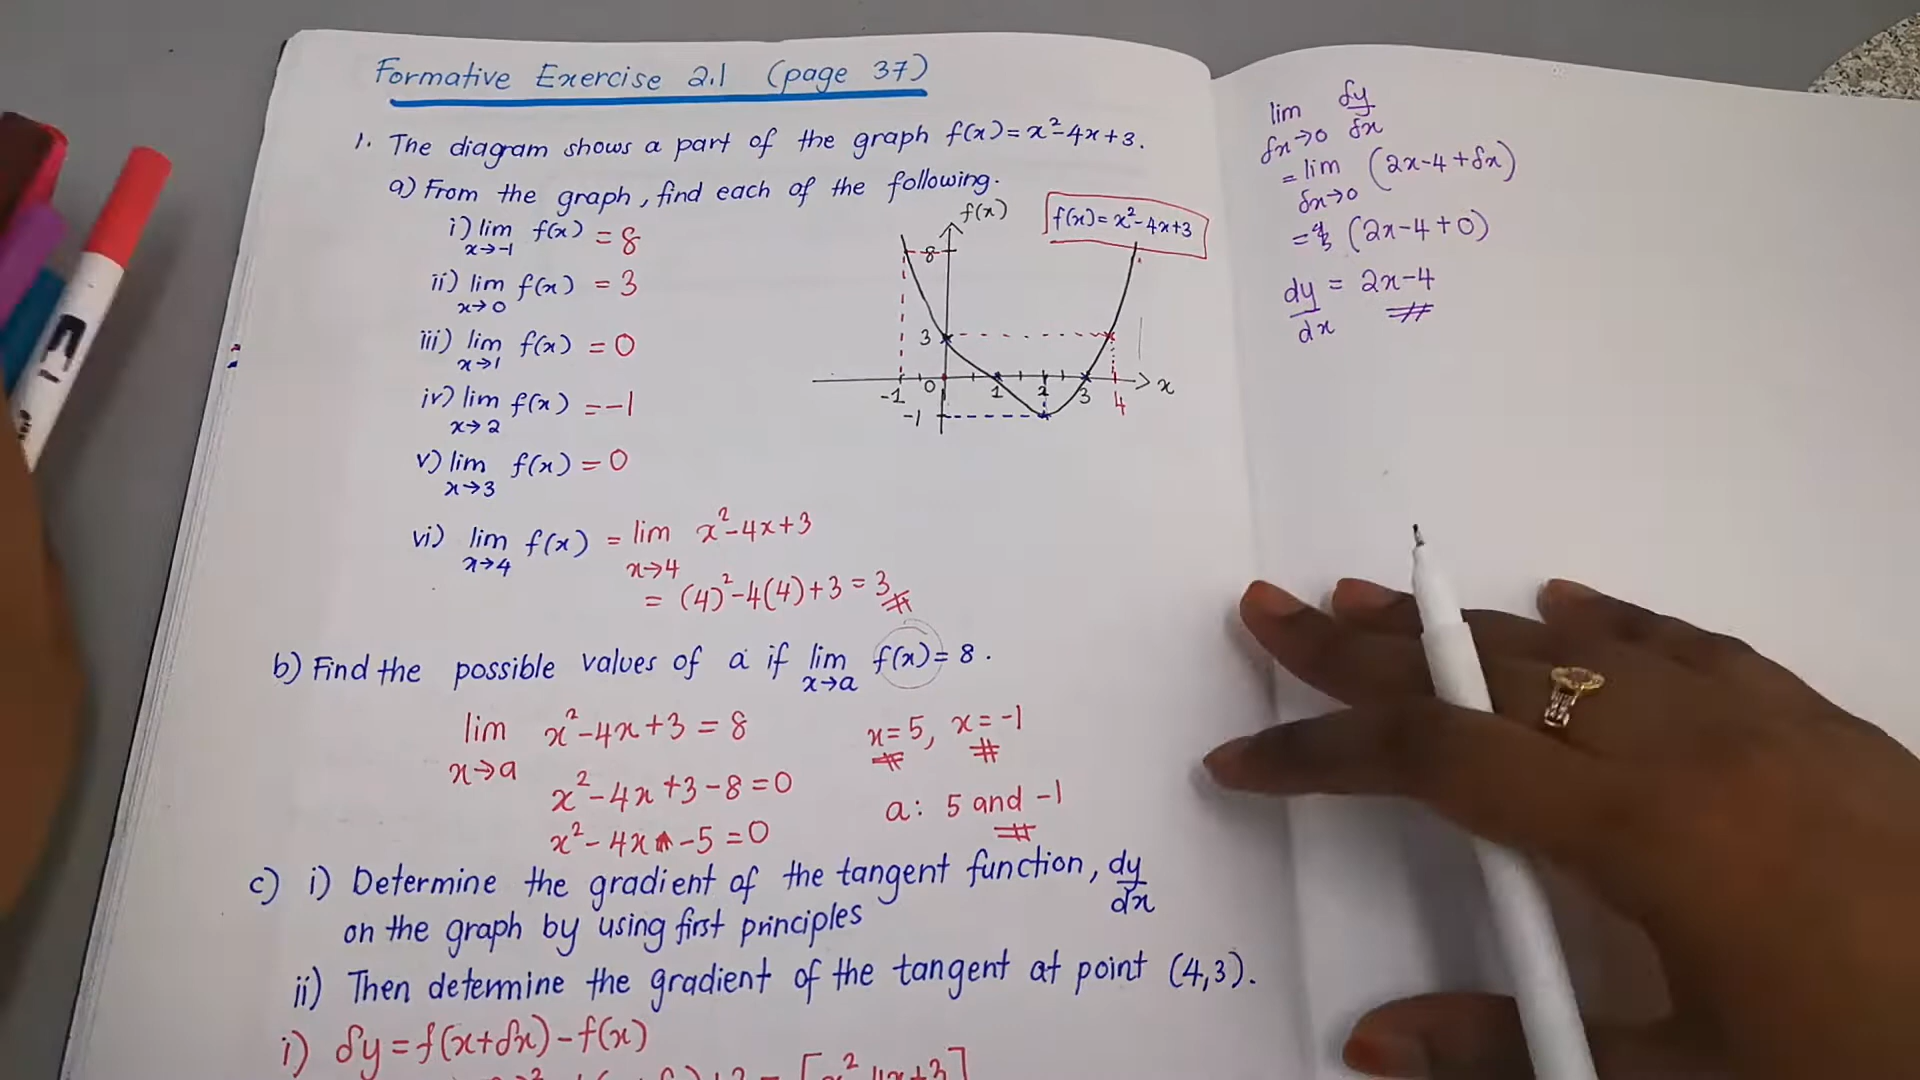 Formative Exercise 2.1 (page 37)
1. The diagram shows a part of the graph f(x) = x²-4x+3.
a) From the graph, find each of the following.
i) lim f(x) = 8
x→-1
ii) lim f(x) = 3
x→0
iii) lim f(x) = 0
x→1
iv) lim f(x) = -1
x→2
v) lim f(x) = 0
x→3
vi) lim f(x) = lim x²-4x+3
x→4 x→4
= (4)²-4(4)+3 = 3
f(x)
f(x) = x²-4x+3
8
3
-1 0 1 2 3 4 x
-1
b) Find the possible values of a if lim f(x) = 8.
x→a
lim x²-4x+3 = 8
x→a
x²-4x+3-8=0
x²-4x-5=0
x=5, x=-1
a: 5 and -1
c) i) Determine the gradient of the tangent function, dy/dx
on the graph by using first principles
ii) Then determine the gradient of the tangent at point (4,3).
i) δy = f(x+δx)-f(x)
lim δy/δx
δx→0
= lim (2x-4+δx)
δx→0
= (2x-4+0)
dy/dx = 2x-4